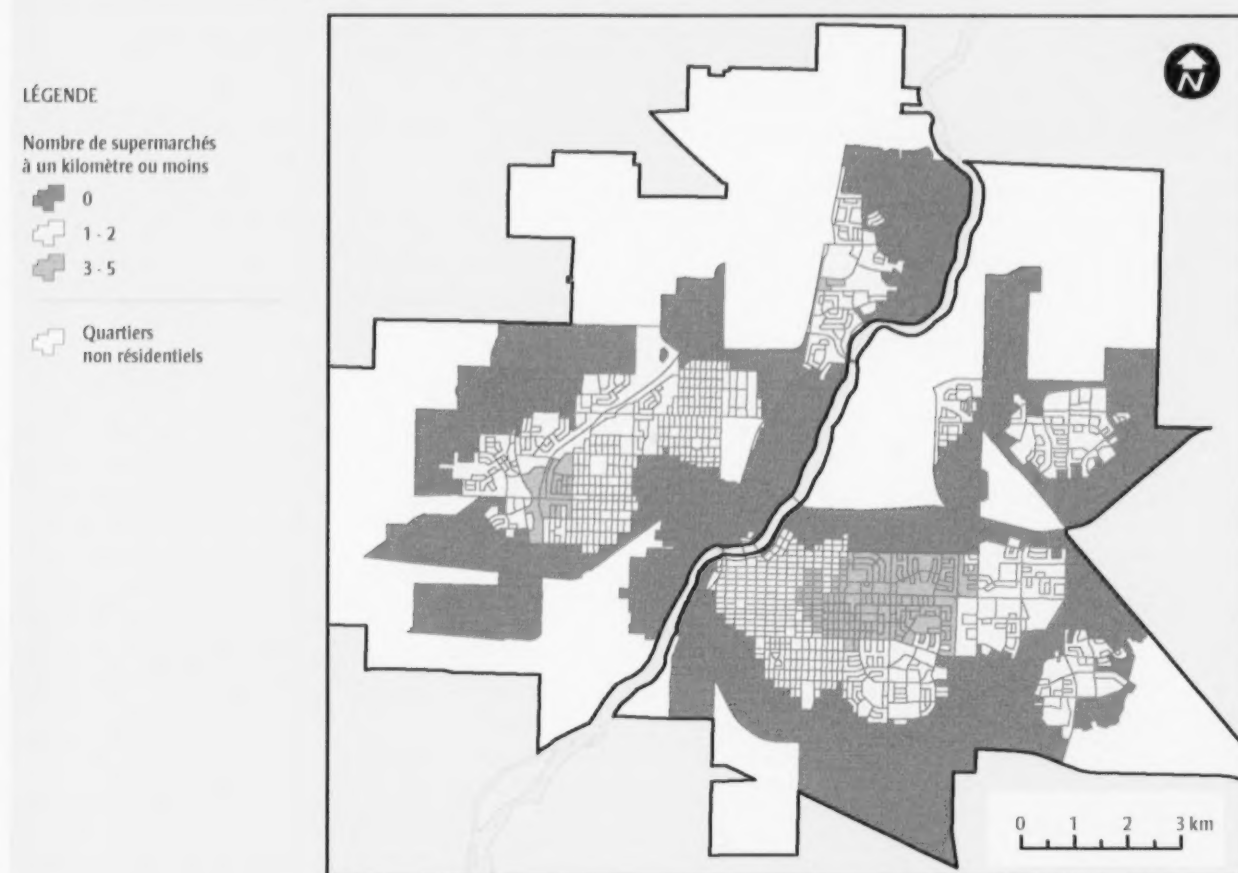 LÉGENDE
Nombre de supermarchés
à un kilomètre ou moins
0
1 - 2
3 - 5
Quartiers
non résidentiels
N
0 1 2 3 km